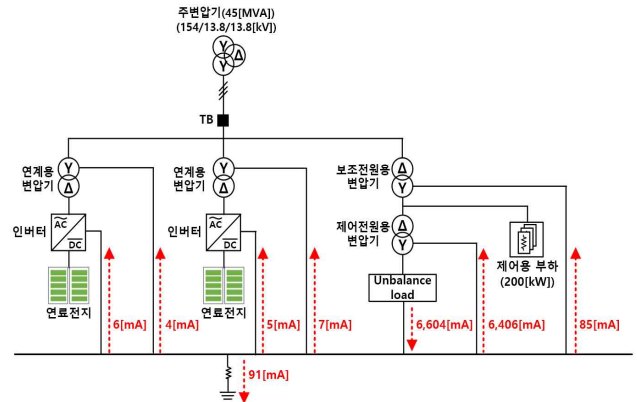 주변압기(45[MVA])
(154/13.8/13.8[kV])
Y
Δ
Y
TB
연계용
변압기
Y
Δ
연계용
변압기
Y
Δ
보조전원용
변압기
Δ
Y
인버터
AC
DC
인버터
AC
DC
제어전원용
변압기
Δ
Y
제어용 부하
(200[kW])
연료전지
연료전지
Unbalance
load
6[mA]
4[mA]
5[mA]
7[mA]
6,604[mA]
6,406[mA]
85[mA]
91[mA]